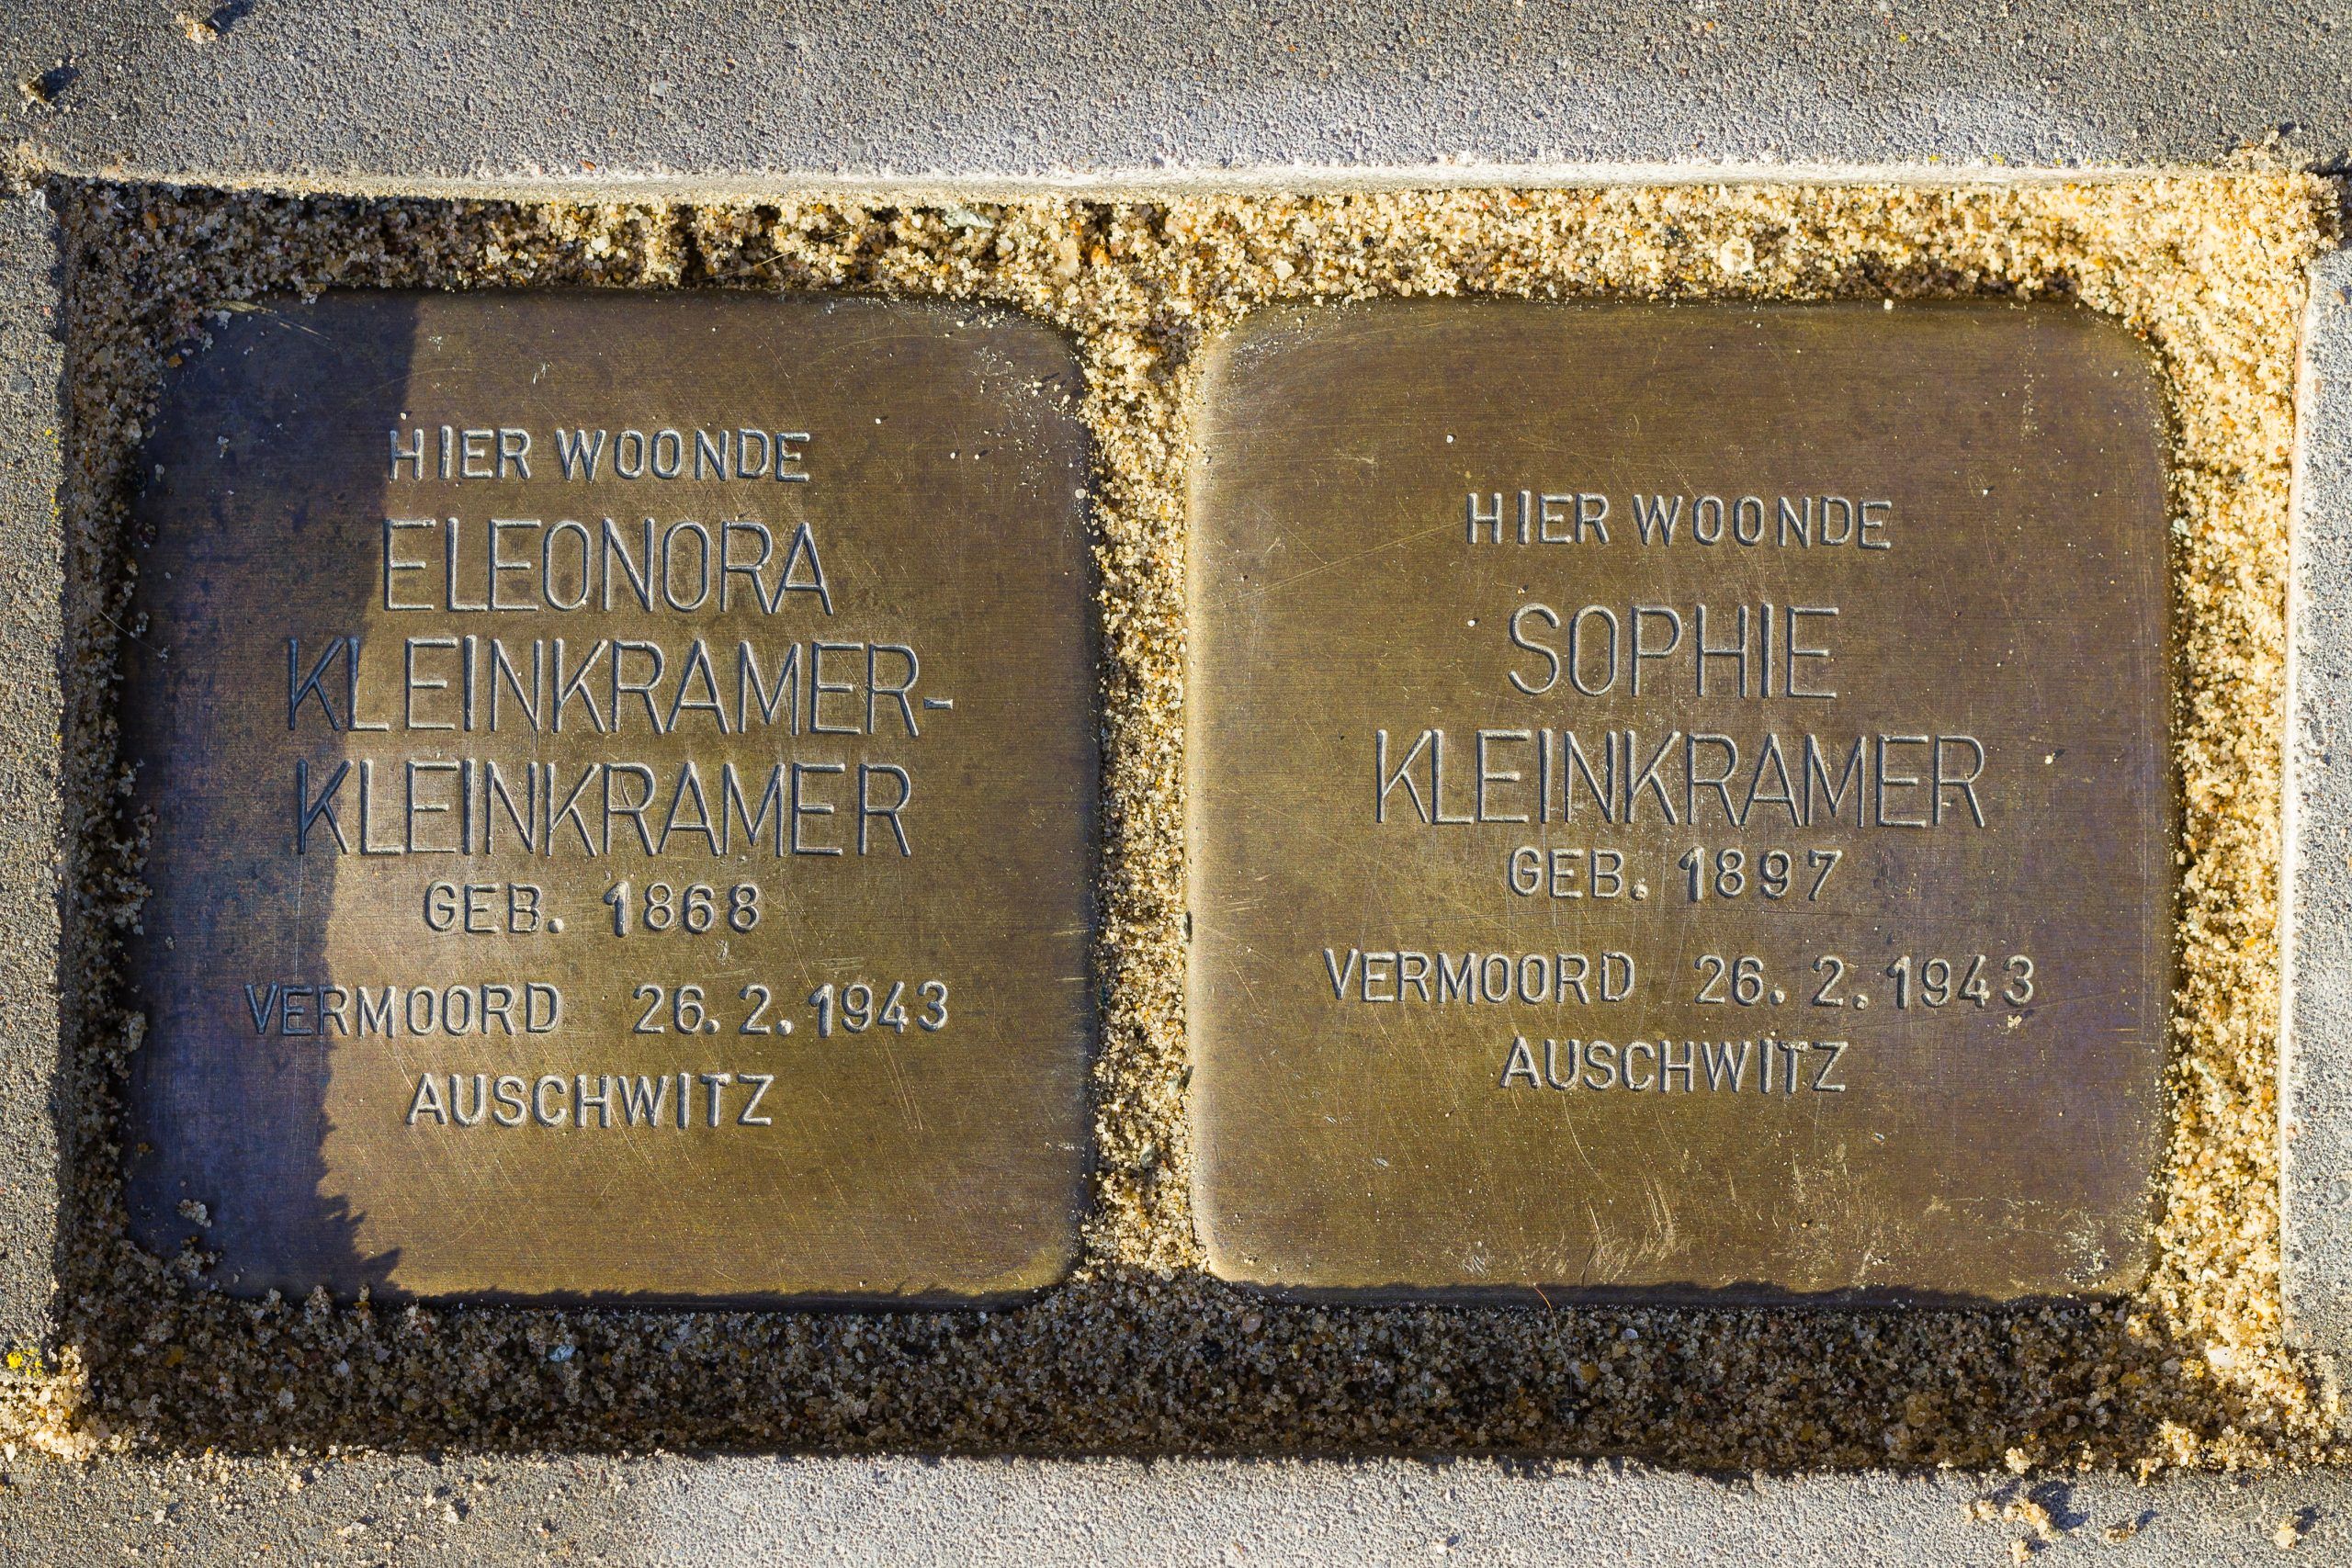 HIER WOONDE
ELEONORA
KLEINKRAMER-
KLEINKRAMER
GEB. 1868
VERMOORD 26.2.1943
AUSCHWITZ
HIER WOONDE
SOPHIE
KLEINKRAMER
GEB. 1897
VERMOORD 26.2.1943
AUSCHWITZ